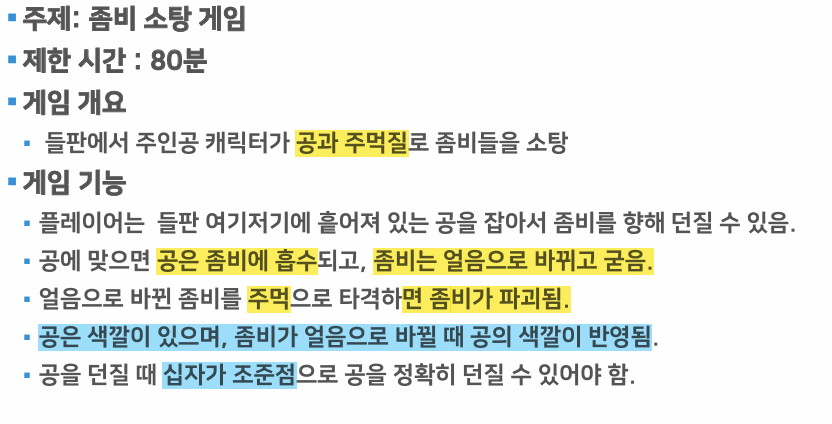 주제: 좀비 소탕 게임
제한 시간 : 80분
게임 개요
들판에서 주인공 캐릭터가 공과 주먹질로 좀비들을 소탕
게임 기능
플레이어는 들판 여기저기에 흩어져 있는 공을 잡아서 좀비를 향해 던질 수 있음.
공에 맞으면 공은 좀비에 흡수되고, 좀비는 얼음으로 바뀌고 굳음.
얼음으로 바뀐 좀비를 주먹으로 타격하면 좀비가 파괴됨.
공은 색깔이 있으며, 좀비가 얼음으로 바뀔 때 공의 색깔이 반영됨.
공을 던질 때 십자가 조준점으로 공을 정확히 던질 수 있어야 함.